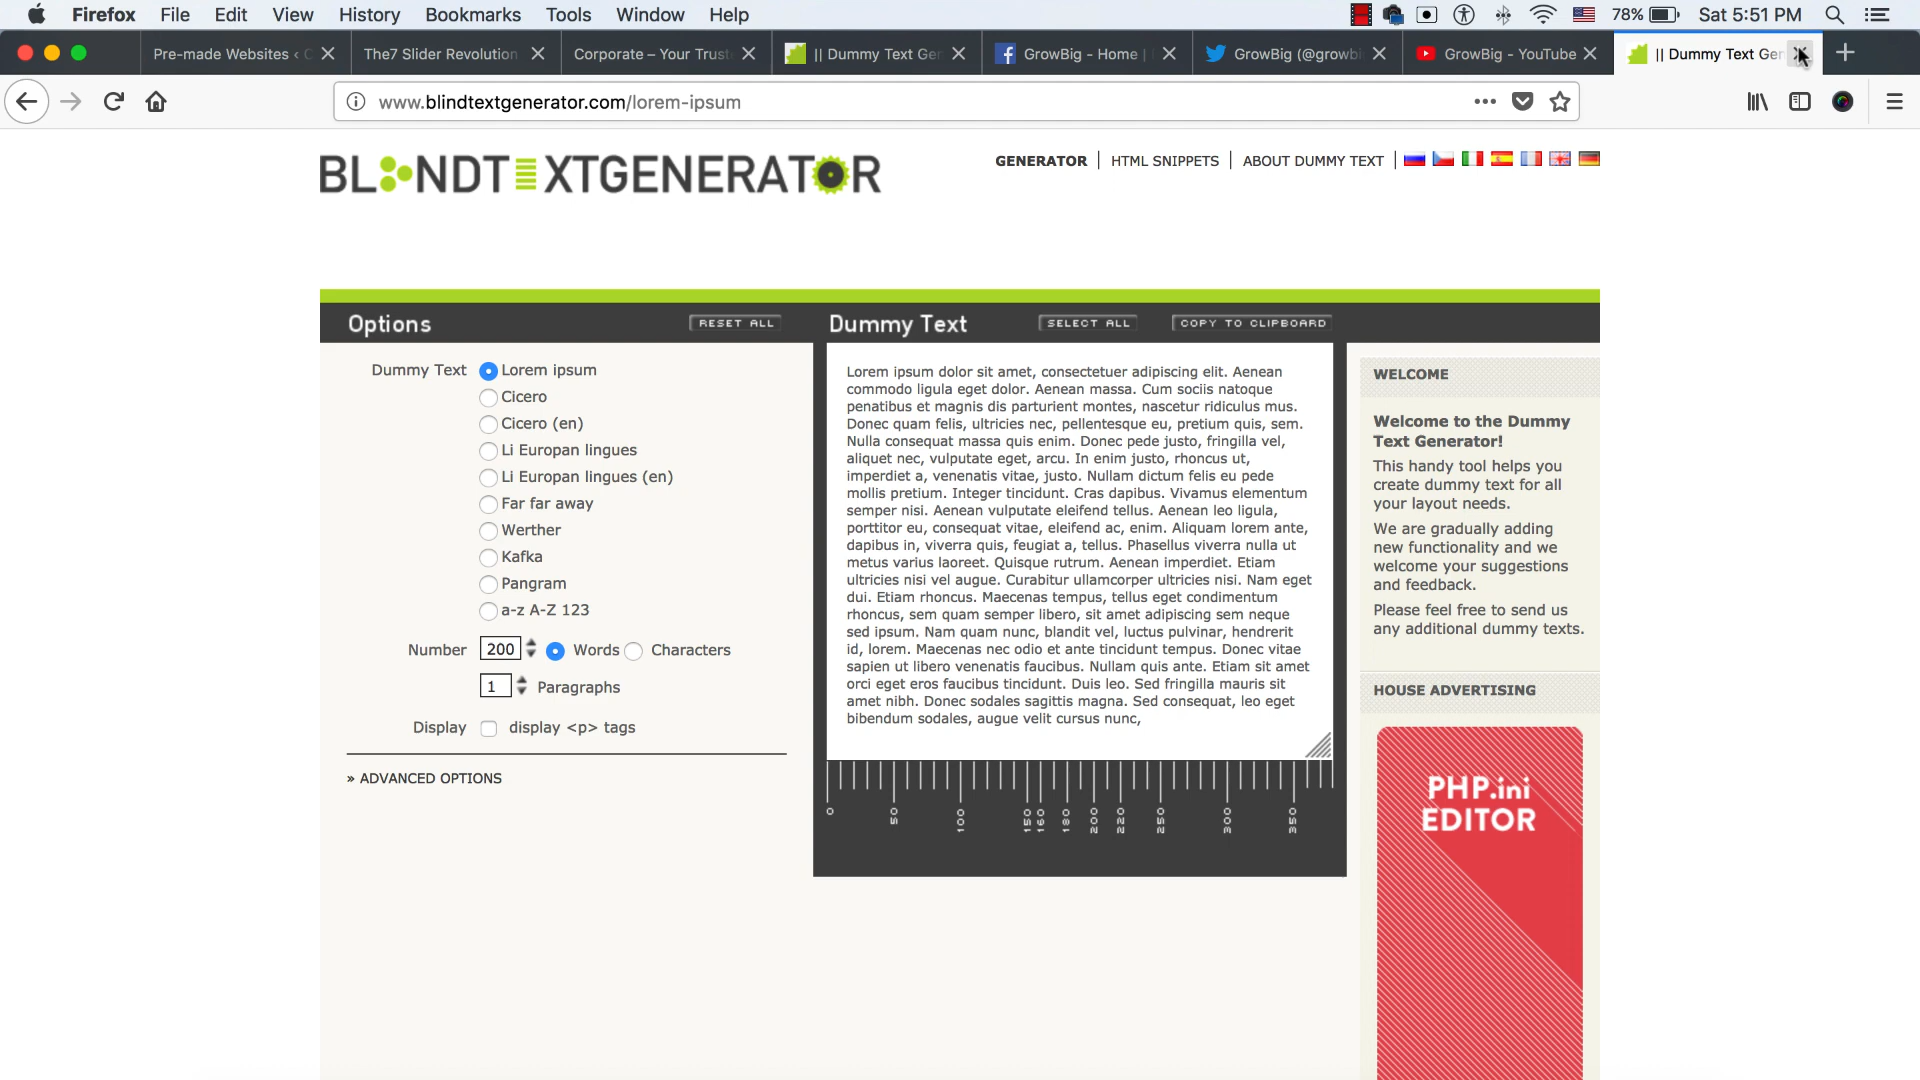 Firefox File Edit View History Bookmarks Tools Window Help 78% Sat 5:51 PM
Pre-made Websites ‹ The7 Slider Revolution Corporate – Your Trust || Dummy Text Ge GrowBig - Home | GrowBig (@growbi GrowBig - YouTube || Dummy Text Ger
www.blindtextgenerator.com/lorem-ipsum
BLINDTEXTGENERATOR
GENERATOR | HTML SNIPPETS | ABOUT DUMMY TEXT
Options RESET ALL
Dummy Text Lorem ipsum
Cicero
Cicero (en)
Li Europan lingues
Li Europan lingues (en)
Far far away
Werther
Kafka
Pangram
a-z A-Z 123
Number 200 Words Characters
1 Paragraphs
Display display <p> tags
» ADVANCED OPTIONS
Dummy Text SELECT ALL COPY TO CLIPBOARD
Lorem ipsum dolor sit amet, consectetuer adipiscing elit. Aenean
commodo ligula eget dolor. Aenean massa. Cum sociis natoque
penatibus et magnis dis parturient montes, nascetur ridiculus mus.
Donec quam felis, ultricies nec, pellentesque eu, pretium quis, sem.
Nulla consequat massa quis enim. Donec pede justo, fringilla vel,
aliquet nec, vulputate eget, arcu. In enim justo, rhoncus ut,
imperdiet a, venenatis vitae, justo. Nullam dictum felis eu pede
mollis pretium. Integer tincidunt. Cras dapibus. Vivamus elementum
semper nisi. Aenean vulputate eleifend tellus. Aenean leo ligula,
porttitor eu, consequat vitae, eleifend ac, enim. Aliquam lorem ante,
dapibus in, viverra quis, feugiat a, tellus. Phasellus viverra nulla ut
metus varius laoreet. Quisque rutrum. Aenean imperdiet. Etiam
ultricies nisi vel augue. Curabitur ullamcorper ultricies nisi. Nam eget
dui. Etiam rhoncus. Maecenas tempus, tellus eget condimentum
rhoncus, sem quam semper libero, sit amet adipiscing sem neque
sed ipsum. Nam quam nunc, blandit vel, luctus pulvinar, hendrerit
id, lorem. Maecenas nec odio et ante tincidunt tempus. Donec vitae
sapien ut libero venenatis faucibus. Nullam quis ante. Etiam sit amet
orci eget eros faucibus tincidunt. Duis leo. Sed fringilla mauris sit
amet nibh. Donec sodales sagittis magna. Sed consequat, leo eget
bibendum sodales, augue velit cursus nunc,
0 50 100 150 160 180 200 220 250 300 350
WELCOME
Welcome to the Dummy
Text Generator!
This handy tool helps you
create dummy text for all
your layout needs.
We are gradually adding
new functionality and we
welcome your suggestions
and feedback.
Please feel free to send us
any additional dummy texts.
HOUSE ADVERTISING
PHP.ini
EDITOR